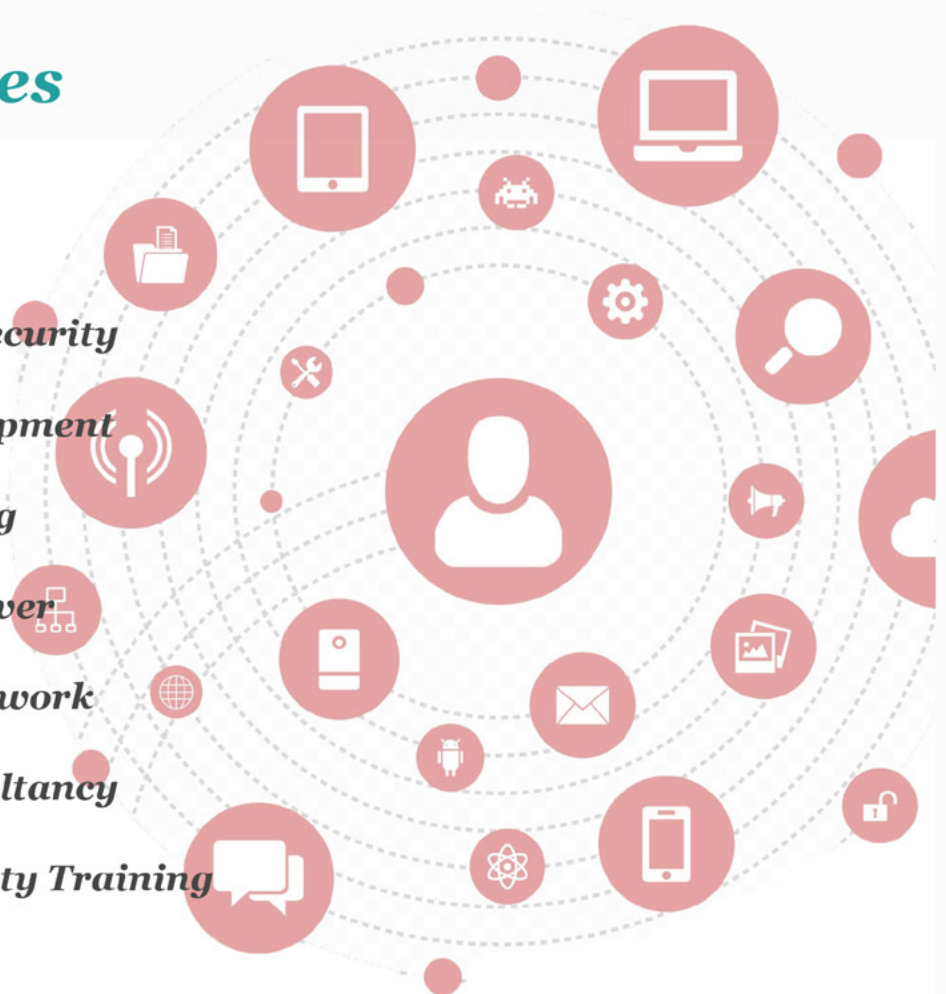 es
ecurity
pment
g
ver
work
ltancy
ty Training